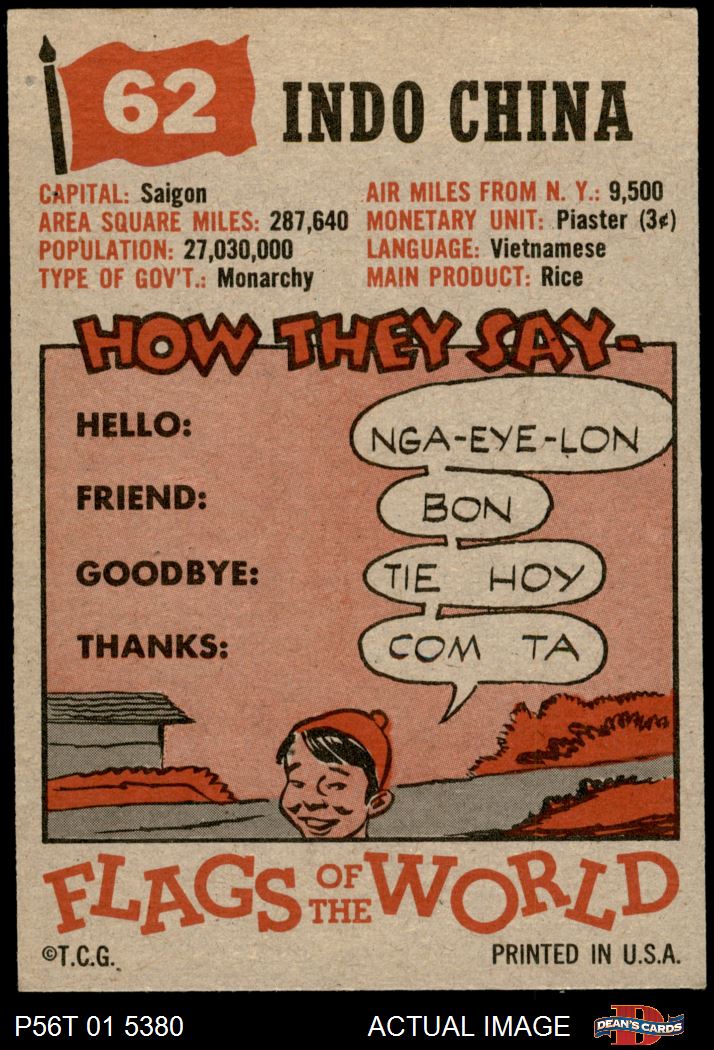 62 INDO CHINA
CAPITAL: Saigon
AREA SQUARE MILES: 287,640
POPULATION: 27,030,000
TYPE OF GOV'T.: Monarchy
AIR MILES FROM N. Y.: 9,500
MONETARY UNIT: Piaster (3¢)
LANGUAGE: Vietnamese
MAIN PRODUCT: Rice
HOW THEY SAY-
HELLO: NGA-EYE-LON
FRIEND: BON
GOODBYE: TIE HOY
THANKS: COM TA
FLAGS OF THE WORLD
©T.C.G. PRINTED IN U.S.A.
P56T 01 5380 ACTUAL IMAGE D DEAN'S CARDS